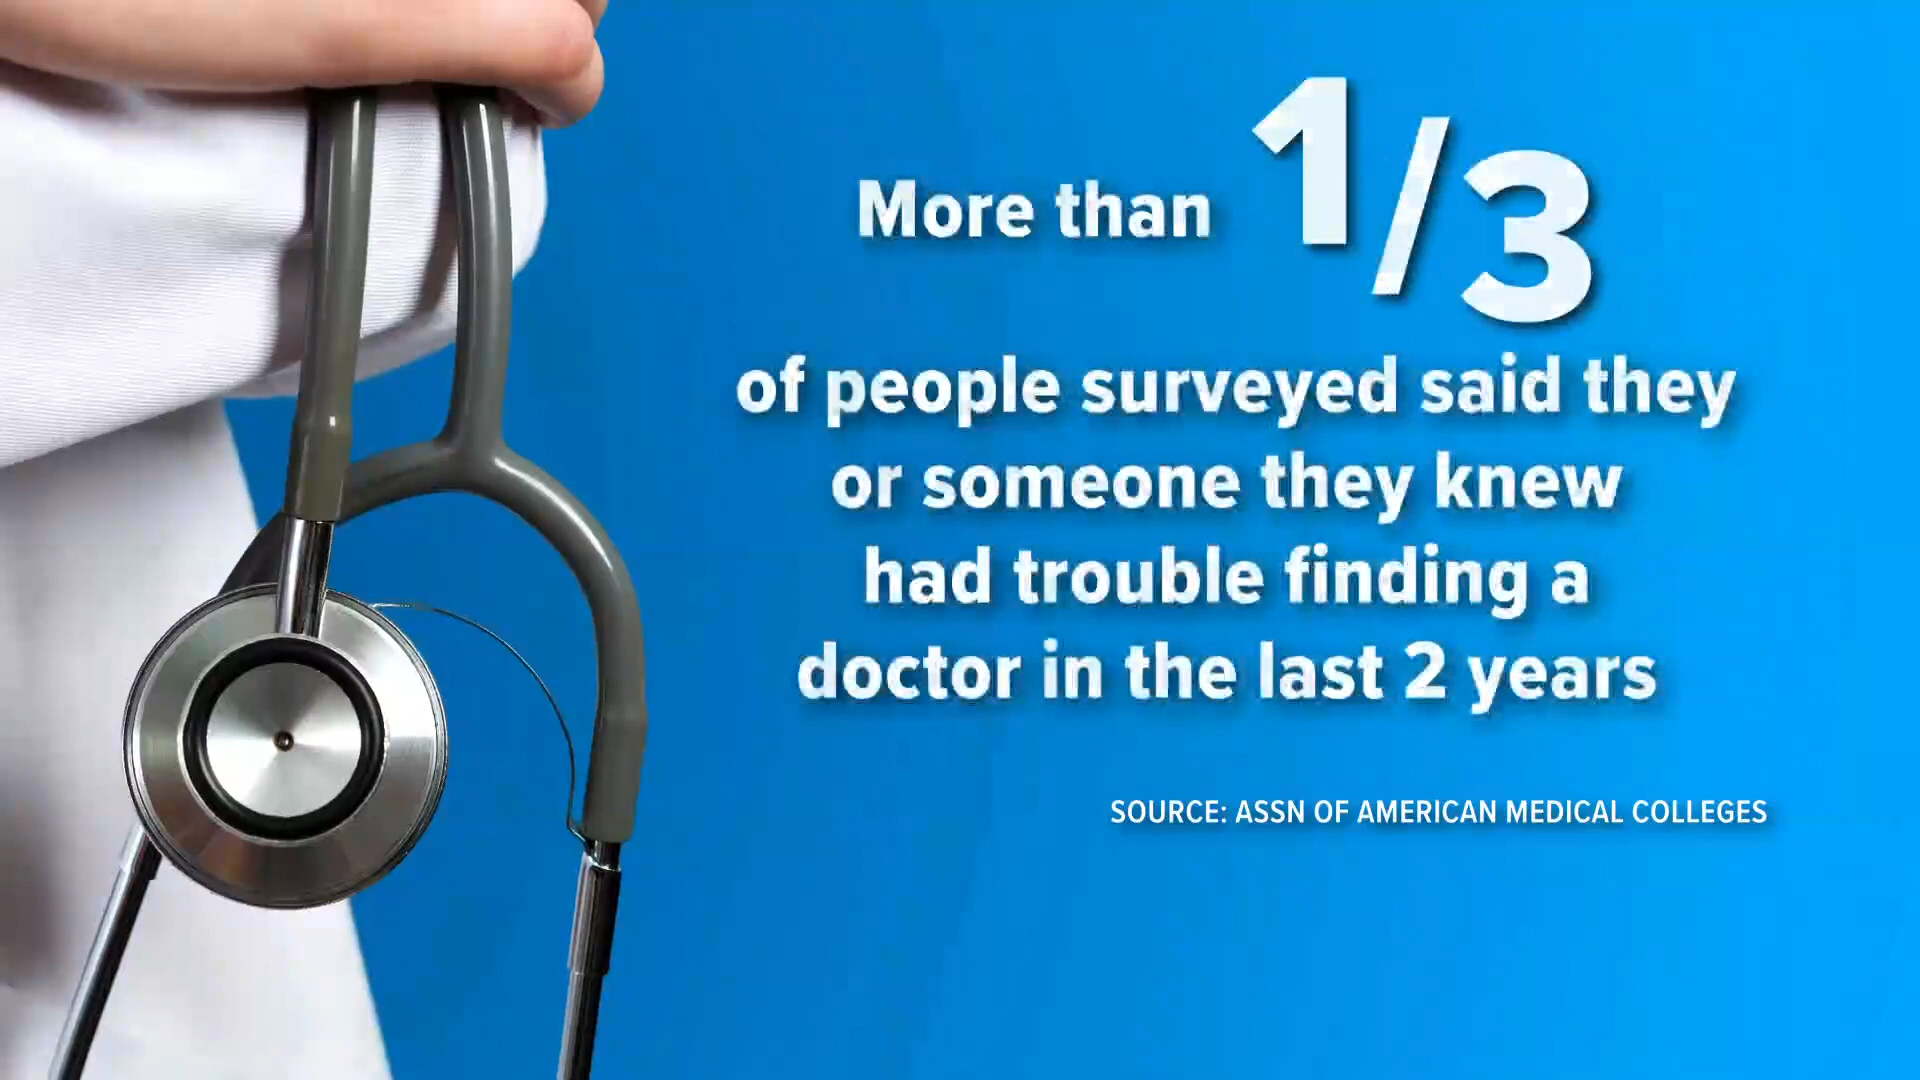 More than 1/3
of people surveyed said they
or someone they knew
had trouble finding a
doctor in the last 2 years
SOURCE: ASSN OF AMERICAN MEDICAL COLLEGES